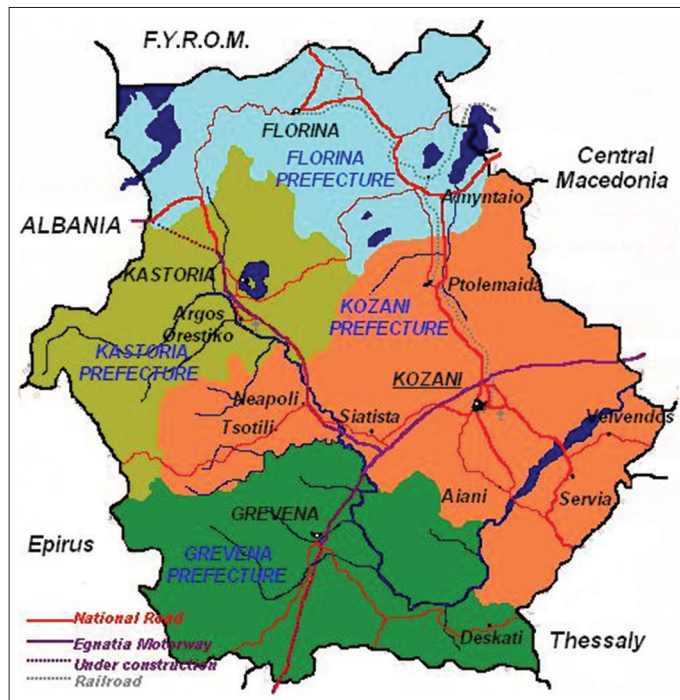 F.Y.R.O.M.
FLORINA
FLORINA
PREFECTURE
Central
Macedonia
Amyntaio
ALBANIA
KASTORIA
Ptolemaida
Argos
Orestiko
KOZANI
PREFECTURE
KASTORIA
PREFECTURE
KOZANI
Neapoli
Siatista
Velvendos
Tsotili
Aiani
Servia
GREVENA
Epirus
GREVENA
PREFECTURE
National Road
Egnatia Motorway
Under construction
Railroad
Deskati
Thessaly